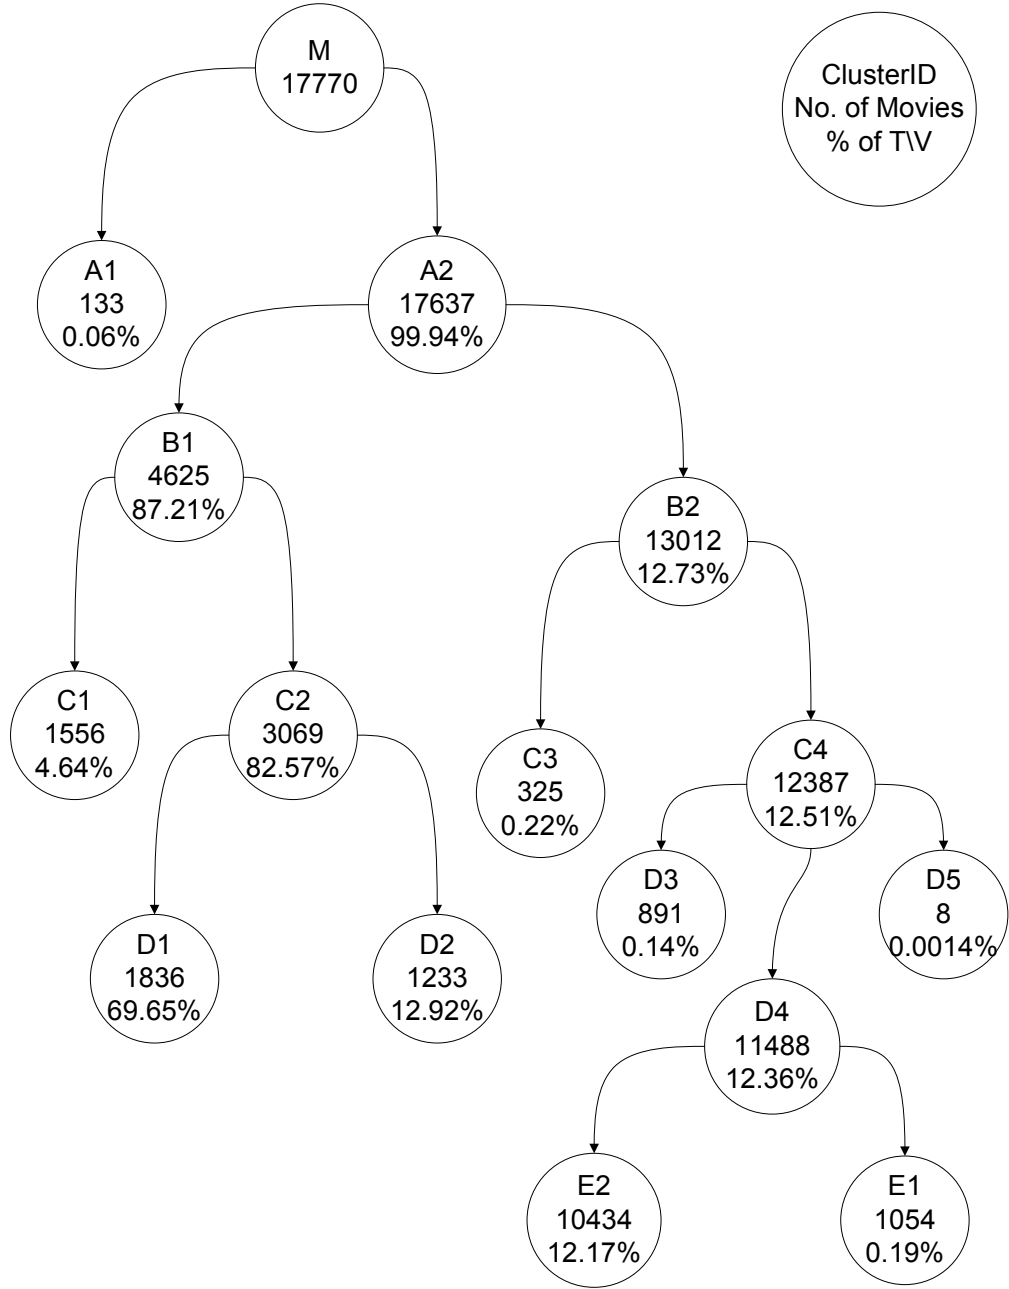 M
17770
ClusterID
No. of Movies
% of T\V
A1
133
0.06%
A2
17637
99.94%
B1
4625
87.21%
B2
13012
12.73%
C1
1556
4.64%
C2
3069
82.57%
C3
325
0.22%
C4
12387
12.51%
D3
891
0.14%
D5
8
0.0014%
D1
1836
69.65%
D2
1233
12.92%
D4
11488
12.36%
E2
10434
12.17%
E1
1054
0.19%